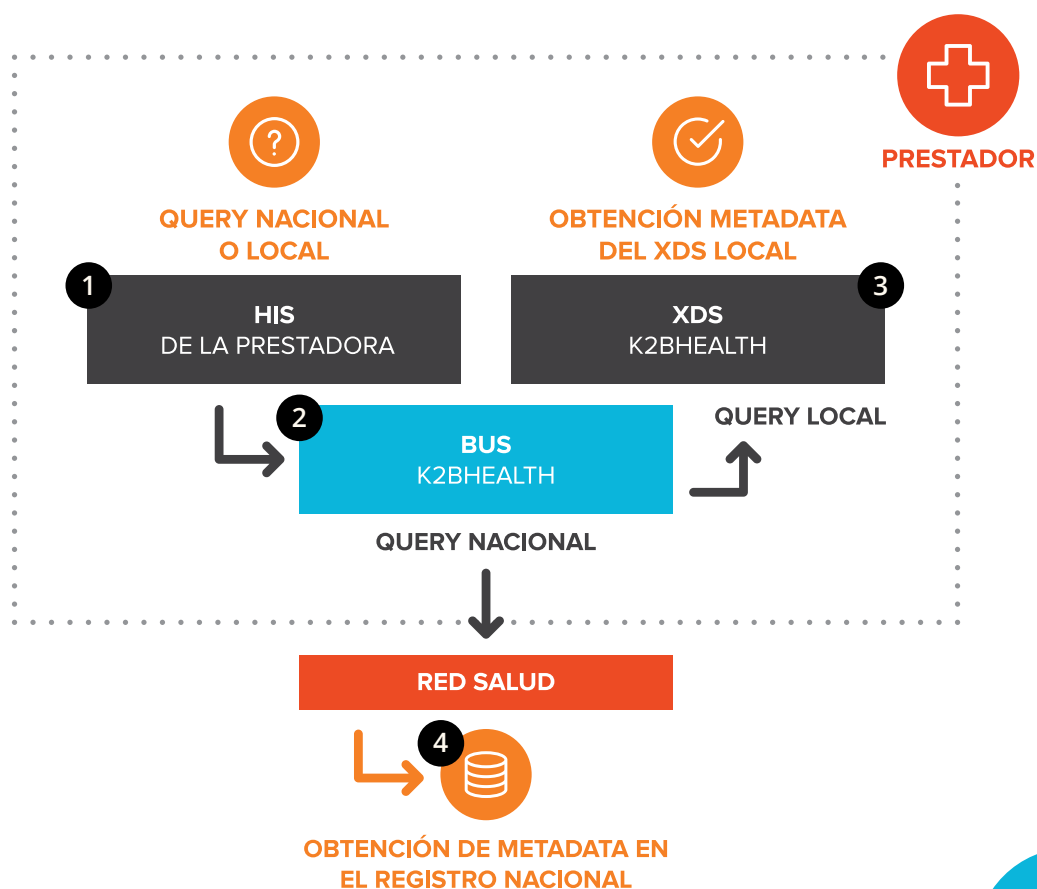 PRESTADOR
?
QUERY NACIONAL
O LOCAL
OBTENCIÓN METADATA
DEL XDS LOCAL
1
HIS
DE LA PRESTADORA
3
XDS
K2BHEALTH
2
BUS
K2BHEALTH
QUERY LOCAL
QUERY NACIONAL
RED SALUD
4
OBTENCIÓN DE METADATA EN
EL REGISTRO NACIONAL